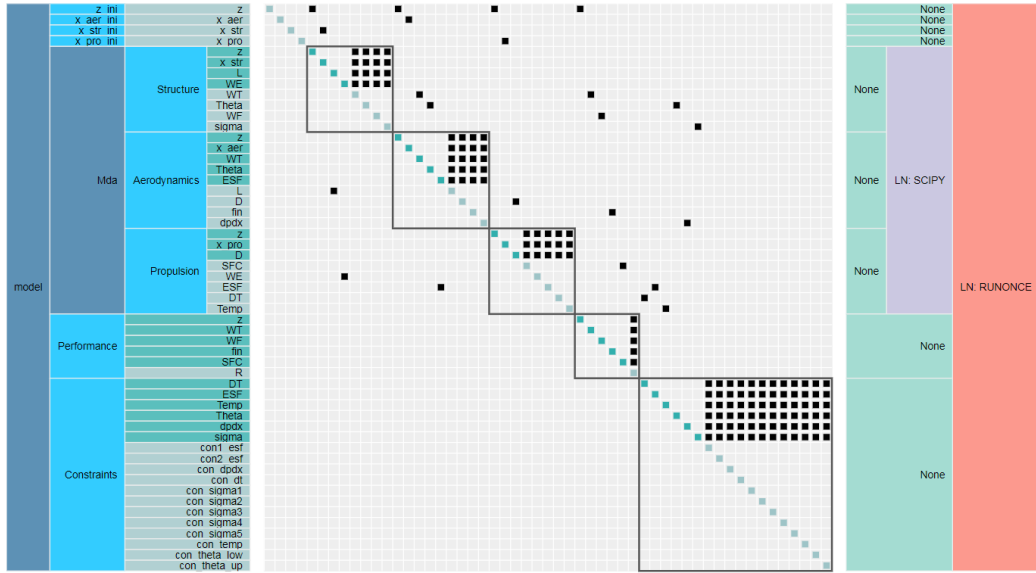 z_ini z None
x_aer_ini x_aer None
x_str_ini x_str None
x_pro_ini x_pro None
z
x_str
L
WE
Structure
WT
Theta
WF
sigma
None
z
x_aer
WT
Theta
Mda Aerodynamics ESF None LN: SCIPY
L
D
fin
dpdx
z
x_pro
D
SFC
Propulsion WE None
model ESF LN: RUNONCE
DT
Temp
z
WT
Performance WF None
fin
SFC
R
DT
ESF
Temp
Theta
dpdx
sigma
con1_esf
con2_esf
con_dpdx
Constraints con_dt None
con_sigma1
con_sigma2
con_sigma3
con_sigma4
con_sigma5
con_temp
con_theta_low
con_theta_up